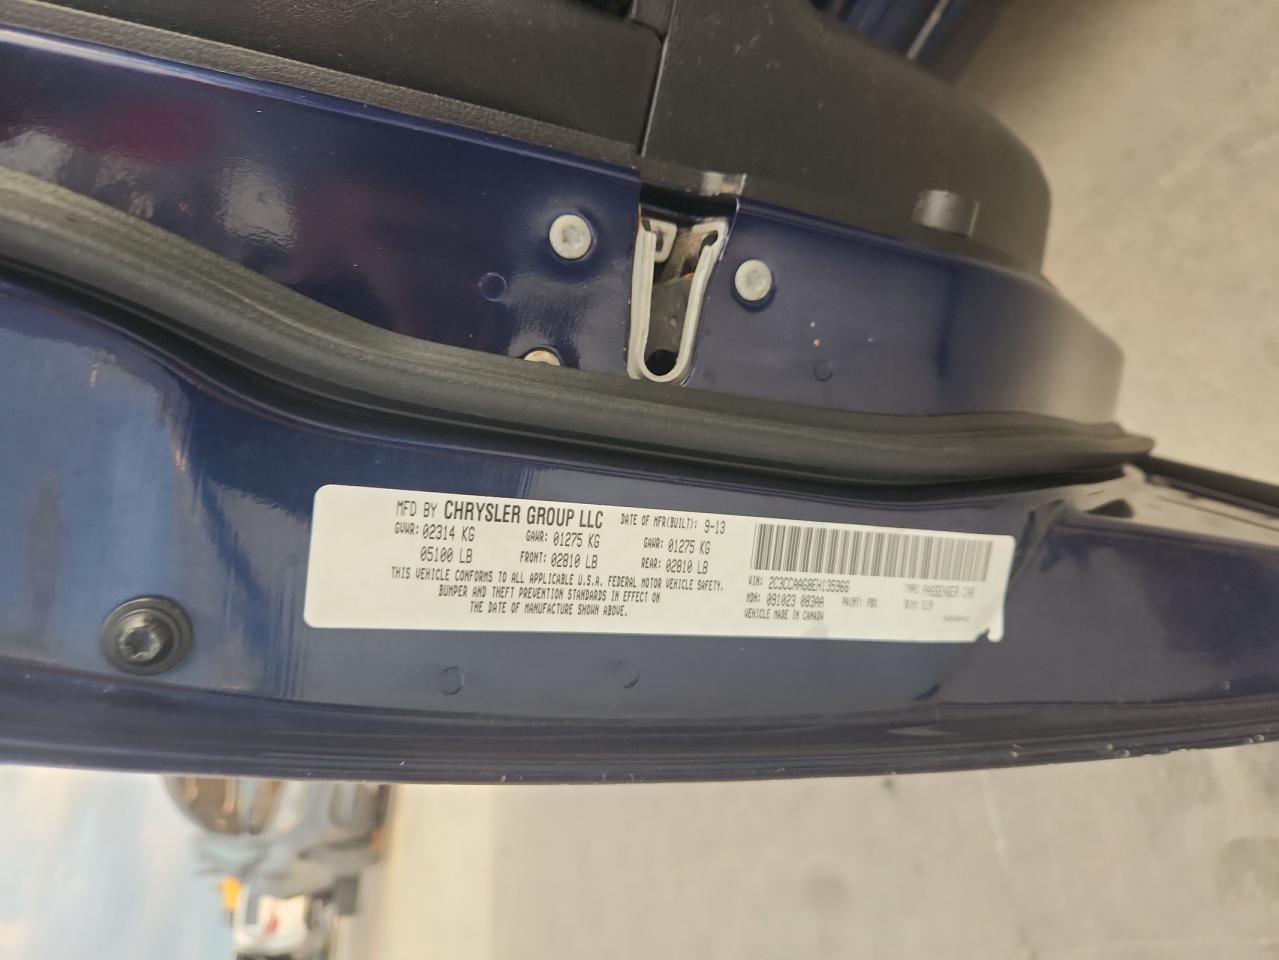 MFD BY CHRYSLER GROUP LLC DATE OF MFR(BUILT): 9-13
GVWR: 02314 KG GAWR: 01275 KG GAWR: 01275 KG
05100 LB FRONT: 02810 LB REAR: 02810 LB
THIS VEHICLE CONFORMS TO ALL APPLICABLE U.S.A. FEDERAL MOTOR VEHICLE SAFETY,
BUMPER AND THEFT PREVENTION STANDARDS IN EFFECT ON
THE DATE OF MANUFACTURE SHOWN ABOVE.
VIN: 2C3CCAAG8EH135966 TYPE: PASSENGER CAR
MDH: 091023 083AA PAINT: PBX TRIM:
VEHICLE MADE IN CANADA